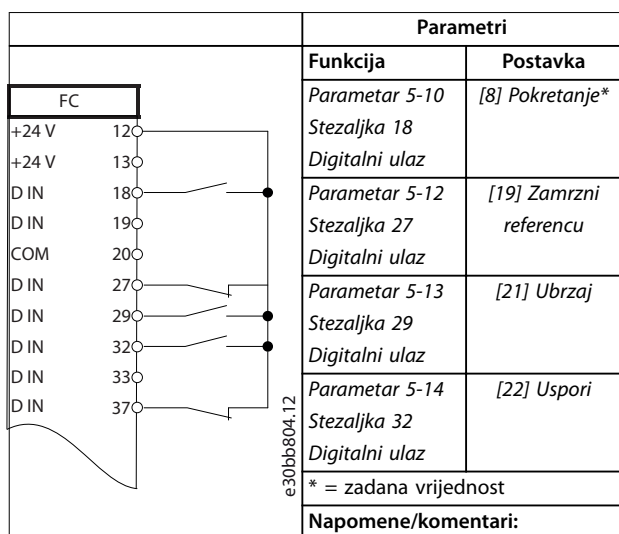 Parametri
Funkcija Postavka
FC
+24 V 12
+24 V 13
D IN 18
D IN 19
COM 20
D IN 27
D IN 29
D IN 32
D IN 33
D IN 37
e30bb804.12
Parametar 5-10 [8] Pokretanje*
Stezaljka 18
Digitalni ulaz
Parametar 5-12 [19] Zamrzni
Stezaljka 27 referencu
Digitalni ulaz
Parametar 5-13 [21] Ubrzaj
Stezaljka 29
Digitalni ulaz
Parametar 5-14 [22] Uspori
Stezaljka 32
Digitalni ulaz
* = zadana vrijednost
Napomene/komentari: